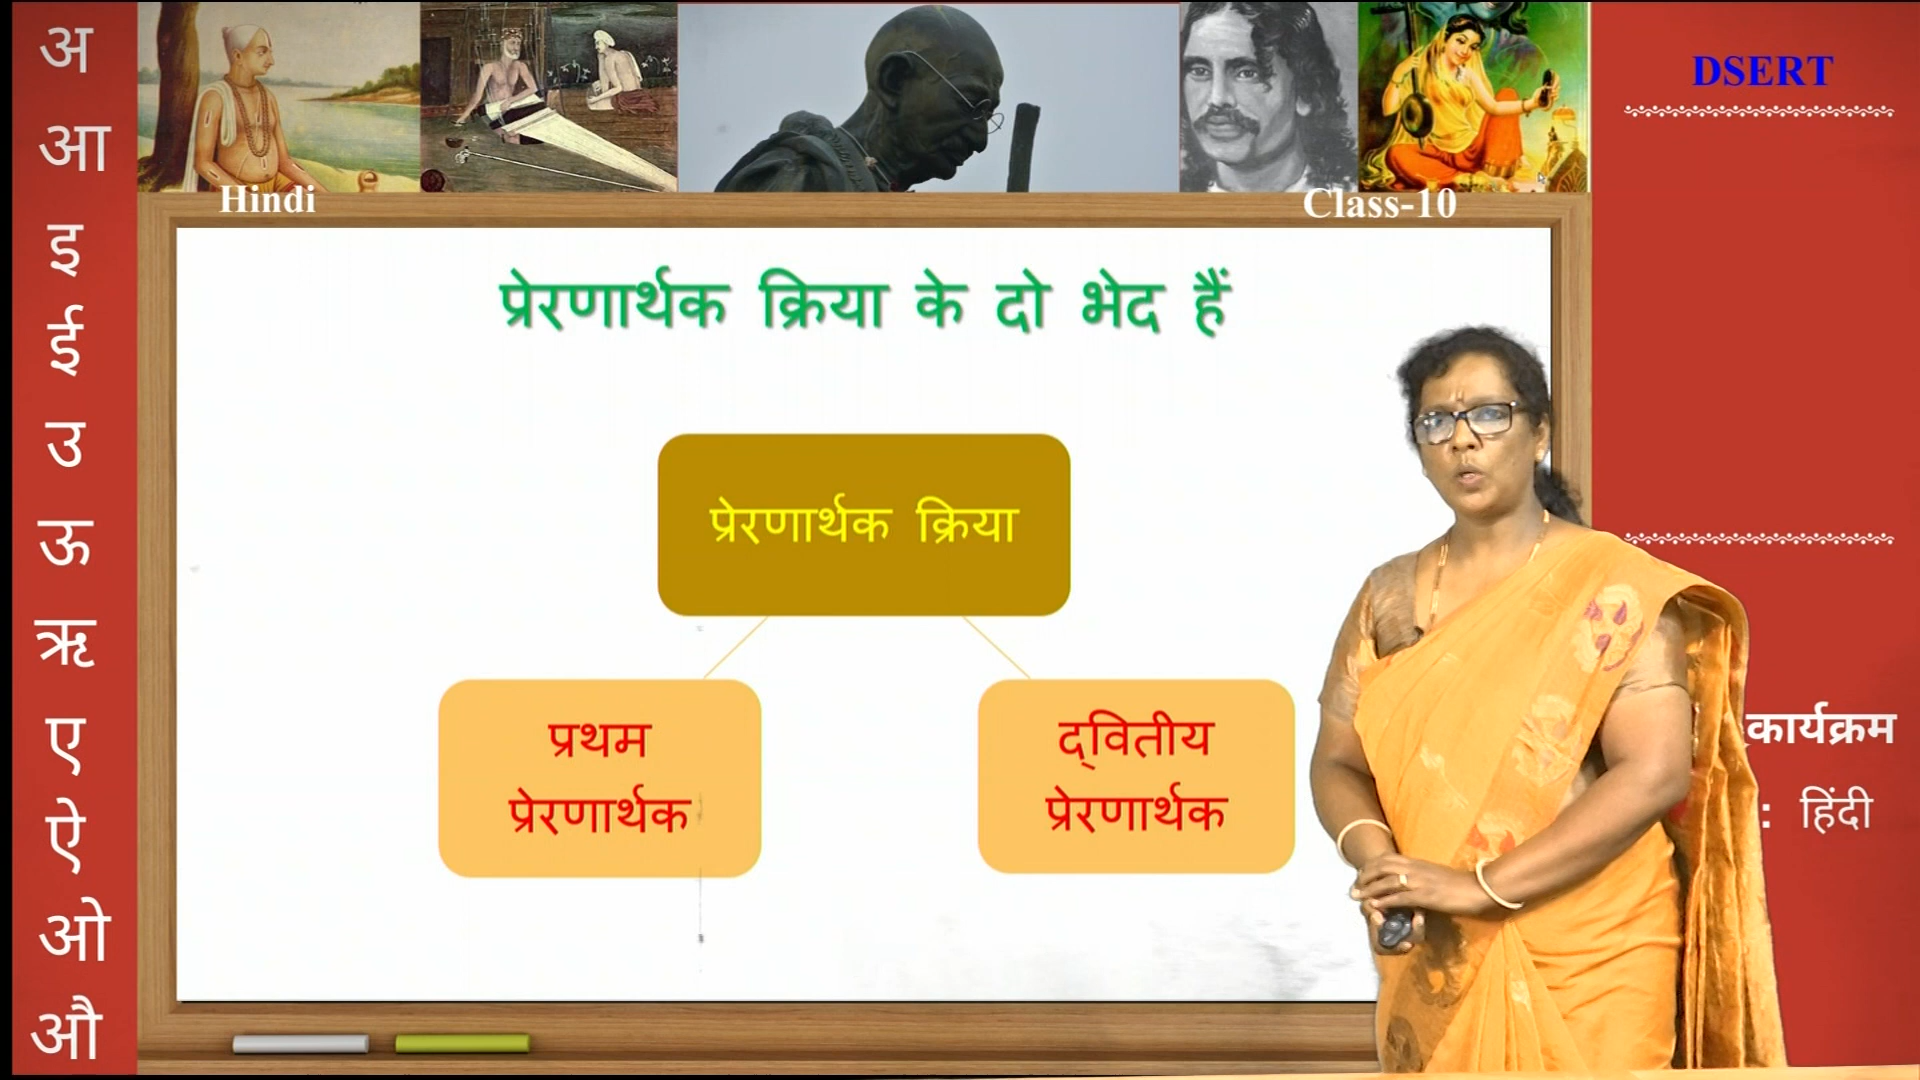 अ
आ
इ
ई
उ
ऊ
ऋ
ए
ऐ
ओ
औ
Hindi
Class-10
DSERT
प्रेरणार्थक क्रिया के दो भेद हैं
प्रेरणार्थक क्रिया
प्रथम
प्रेरणार्थक
द्वितीय
प्रेरणार्थक
कार्यक्रम
: हिंदी